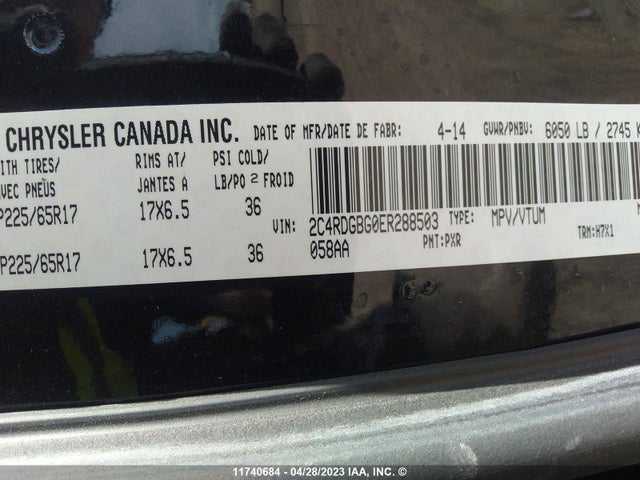 CHRYSLER CANADA INC. DATE OF MFR/DATE DE FABR: 4-14 GVWR/PNBV: 6050 LB / 2745 K
ITH TIRES/ RIMS AT/ PSI COLD/
AVEC PNEUS JANTES A LB/PO 2 FROID
P225/65R17 17X6.5 36
VIN: 2C4RDGBG0ER288503 TYPE: MPV/VTUM
P225/65R17 17X6.5 36 058AA PNT:PXR TRM:H7X1
11740684 - 04/28/2023 IAA, INC. ©